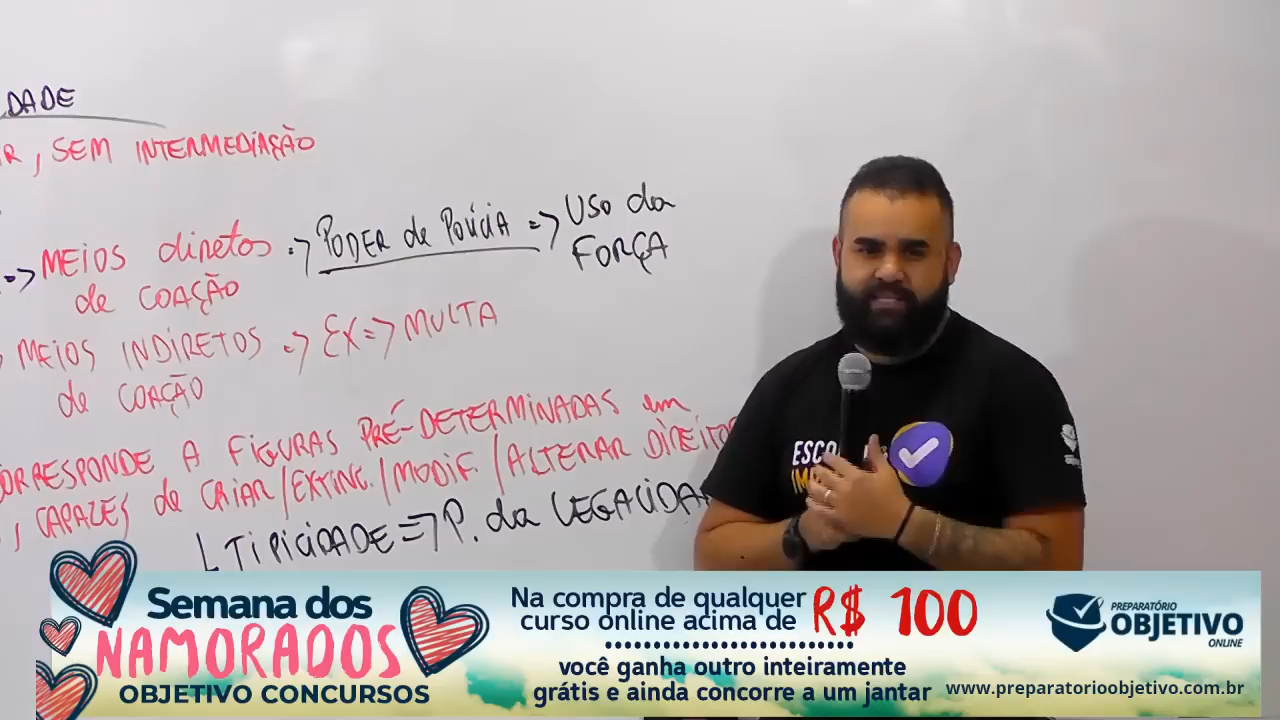 DADE
R, SEM INTERMEDIAÇÃO
MEIOS diretos de COAÇÃO => PODER de POLÍCIA => USO da FORÇA
MEIOS INDIRETOS de COAÇÃO => EX => MULTA
CORRESPONDE A FIGURAS PRÉ-DETERMINADAS em
, CAPAZES de CRIAR/EXTING./MODIF./ALTERAR DIREITO
TIPICIDADE => P. da LEGALIDA
ESCO
Semana dos
NAMORADOS
OBJETIVO CONCURSOS
Na compra de qualquer
curso online acima de
R$ 100
você ganha outro inteiramente
grátis e ainda concorre a um jantar
PREPARATÓRIO
OBJETIVO
ONLINE
www.preparatorioobjetivo.com.br